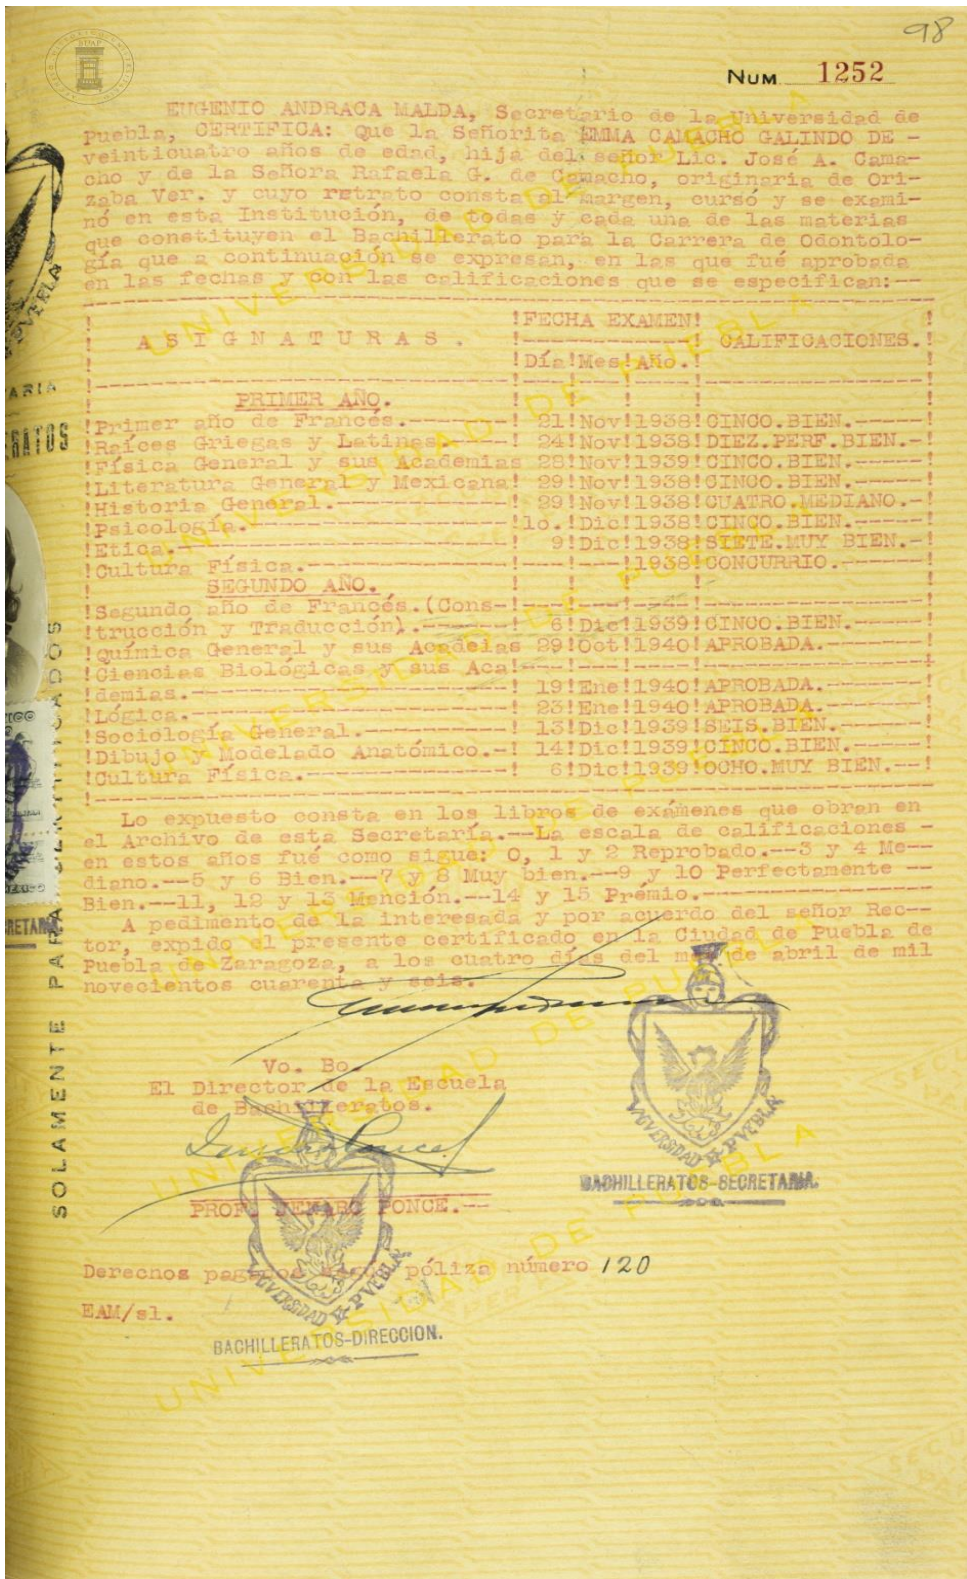 98
NUM. 1252
EUGENIO ANDRACA MALDA, Secretario de la Universidad de
Puebla, CERTIFICA: Que la Señorita EMMA CAMACHO GALINDO DE -
veinticuatro años de edad, hija del señor Lic. José A. Cama-
cho y de la Señora Rafaela G. de Camacho, originaria de Ori-
zaba Ver. y cuyo retrato consta al margen, cursó y se exami-
nó en esta Institución, de todas y cada una de las materias
que constituyen el Bachillerato para la Carrera de Odontolo-
gía que a continuación se expresan, en las que fué aprobada
en las fechas y con las calificaciones que se especifican:--
!FECHA EXAMEN!
A S I G N A T U R A S . ! CALIFICACIONES.!
!Día!Mes!Año.!
PRIMER AÑO.
!Primer año de Francés.--------! 21!Nov!1938!CINCO.BIEN.-----!
!Raíces Griegas y Latinas-----! 24!Nov!1938!DIEZ.PERF.BIEN.-!
!Física General y sus Academias 28!Nov!1939!CINCO.BIEN.-----!
!Literatura General y Mexicana! 29!Nov!1938!CINCO.BIEN.-----!
!Historia General.------------! 29!Nov!1938!CUATRO.MEDIANO.-!
!Psicología.------------------!1o.!Dic!1938!CINCO.BIEN.-----!
!Etica.-----------------------! 9!Dic!1938!SIETE.MUY BIEN.-!
!Cultura Física.--------------!---!---!1938!CONCURRIO.------!
SEGUNDO AÑO.
!Segundo año de Francés.(Cons-!---!---!----!----------------!
!trucción y Traducción).------! 6!Dic!1939!CINCO.BIEN.-----!
!Química General y sus Acadeias 29!Oct!1940!APROBADA.-------!
!Ciencias Biológicas y sus Aca!---!---!----!----------------!
!demias.----------------------! 19!Ene!1940!APROBADA.-------!
!Lógica.----------------------! 23!Ene!1940!APROBADA.-------!
!Sociología General.----------! 13!Dic!1939!SEIS.BIEN.------!
!Dibujo y Modelado Anatómico.-! 14!Dic!1939!CINCO.BIEN.-----!
!Cultura Física.--------------! 6!Dic!1939!OCHO.MUY BIEN.--!
Lo expuesto consta en los libros de exámenes que obran en
el Archivo de esta Secretaría.--La escala de calificaciones -
en estos años fué como sigue: 0, 1 y 2 Reprobado.--3 y 4 Me--
diano.--5 y 6 Bien.--7 y 8 Muy bien.--9 y 10 Perfectamente --
Bien.--11, 12 y 13 Mención.--14 y 15 Prémio.---------------
A pedimento de la interesada y por acuerdo del señor Rec--
tor, expido el presente certificado en la Ciudad de Puebla de
Puebla de Zaragoza, a los cuatro días del mes de abril de mil
novecientos cuarenta y seis.
Vo. Bo.
El Director de la Escuela
de Bachilleratos.
UNIVERSIDAD DE PUEBLA
BACHILLERATOS-SECRETARIA.
PROF. PONCE.---
Derechos pagados según póliza número 120
EAM/sl.
UNIVERSIDAD DE PUEBLA
BACHILLERATOS-DIRECCION.
SOLAMENTE PARA CERTIFICADOS